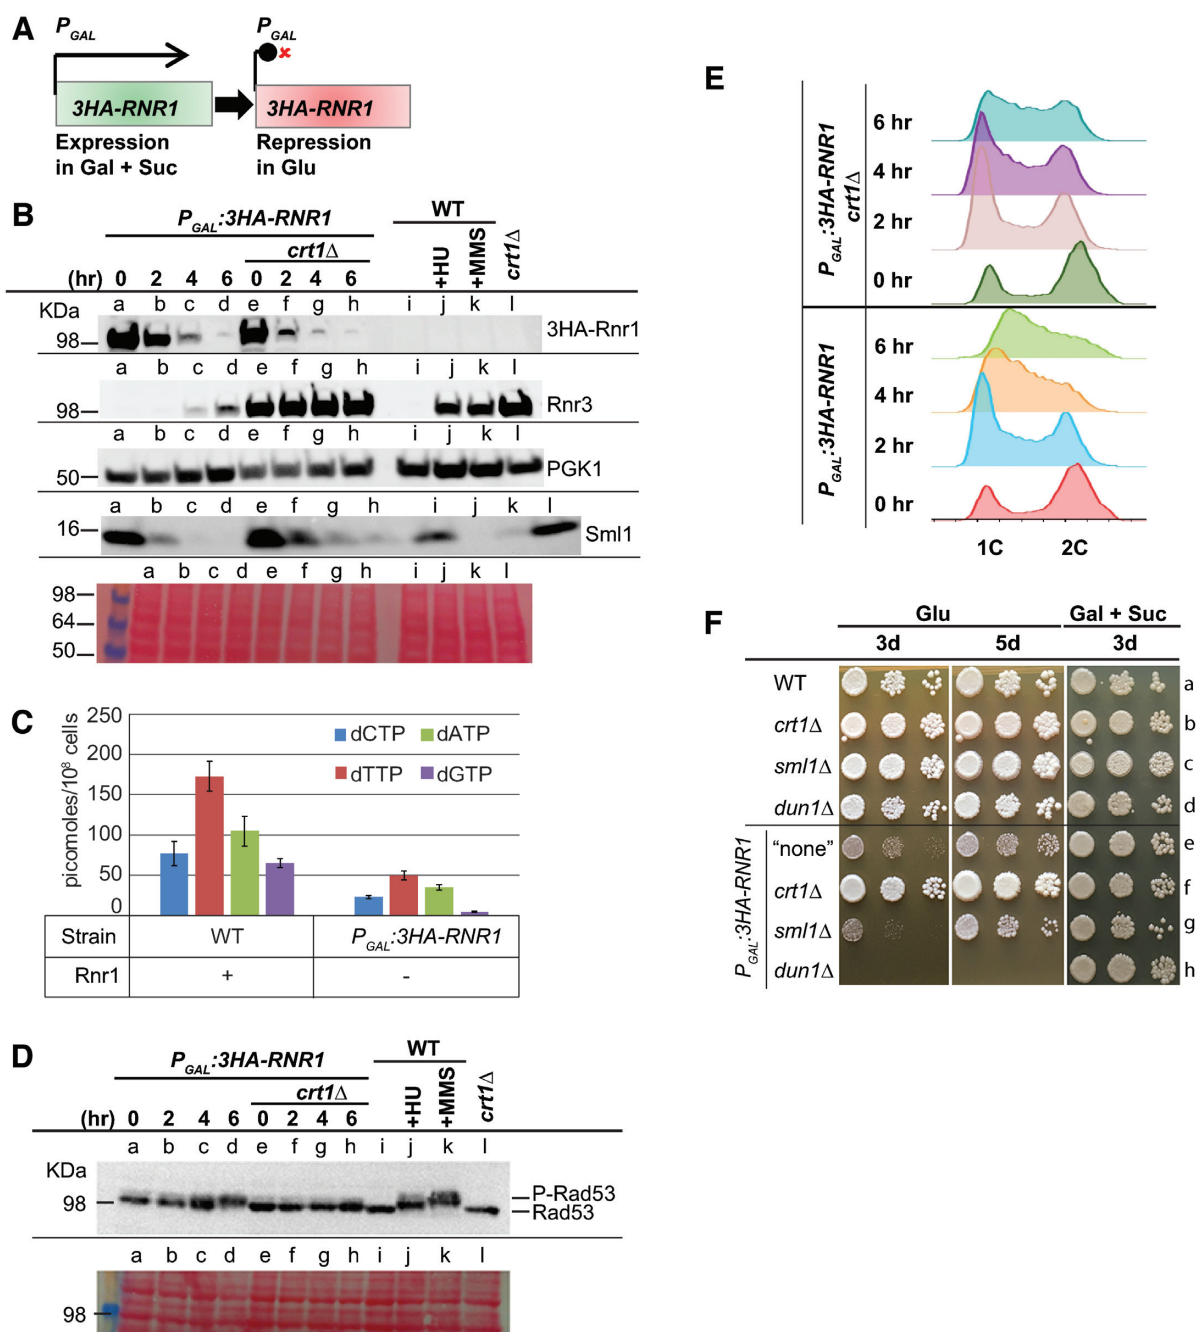 A
P_GAL P_GAL
3HA-RNR1 3HA-RNR1
Expression Repression
in Gal + Suc in Glu
B
P_GAL:3HA-RNR1 WT
crt1Δ +HU +MMS crt1Δ
(hr) 0 2 4 6 0 2 4 6
KDa a b c d e f g h i j k l
98 3HA-Rnr1
a b c d e f g h i j k l
98 Rnr3
a b c d e f g h i j k l
50 PGK1
a b c d e f g h i j k l
16 Sml1
a b c d e f g h i j k l
98
64
50
C
picomoles/10⁸ cells
250
200
150
100
50
0
dCTP dATP
dTTP dGTP
Strain WT P_GAL:3HA-RNR1
Rnr1 + -
D
P_GAL:3HA-RNR1 WT
crt1Δ +HU +MMS crt1Δ
(hr) 0 2 4 6 0 2 4 6
a b c d e f g h i j k l
KDa
98 P-Rad53
Rad53
a b c d e f g h i j k l
98
E
P_GAL:3HA-RNR1
crt1Δ
6 hr
4 hr
2 hr
0 hr
P_GAL:3HA-RNR1
6 hr
4 hr
2 hr
0 hr
1C 2C
F
Glu Gal + Suc
3d 5d 3d
WT a
crt1Δ b
sml1Δ c
dun1Δ d
P_GAL:3HA-RNR1
“none” e
crt1Δ f
sml1Δ g
dun1Δ h